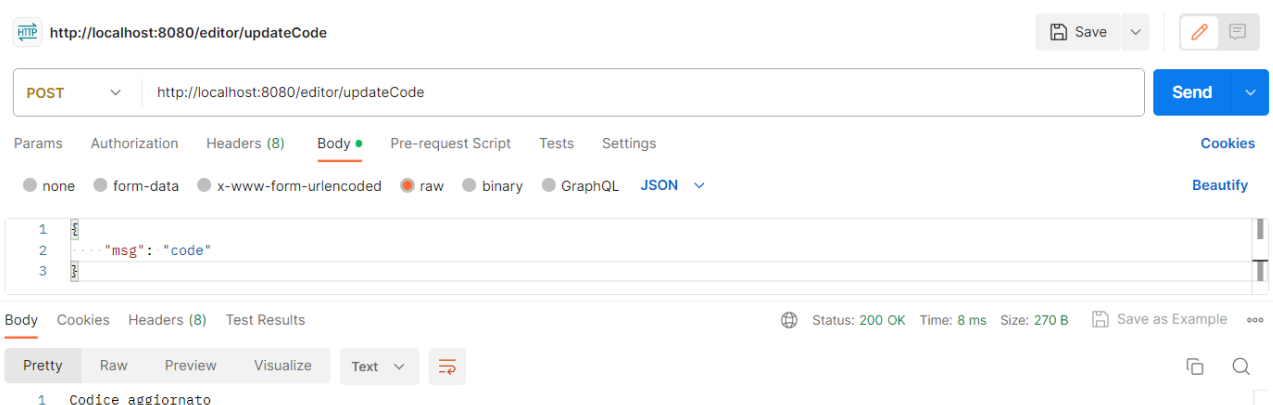 HTTP http://localhost:8080/editor/updateCode Save
POST http://localhost:8080/editor/updateCode Send
Params Authorization Headers (8) Body Pre-request Script Tests Settings Cookies
none form-data x-www-form-urlencoded raw binary GraphQL JSON Beautify
1 {
2 ····"msg":·"code"
3 }
Body Cookies Headers (8) Test Results Status: 200 OK Time: 8 ms Size: 270 B Save as Example
Pretty Raw Preview Visualize Text
1 Codice aggiornato